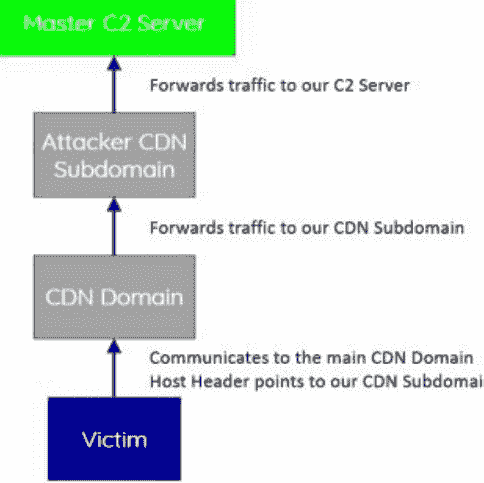 Master C2 Server
Forwards traffic to our C2 Server
Attacker CDN
Subdomain
Forwards traffic to our CDN Subdomain
CDN Domain
Communicates to the main CDN Domain
Host Header points to our CDN Subdomai
Victim